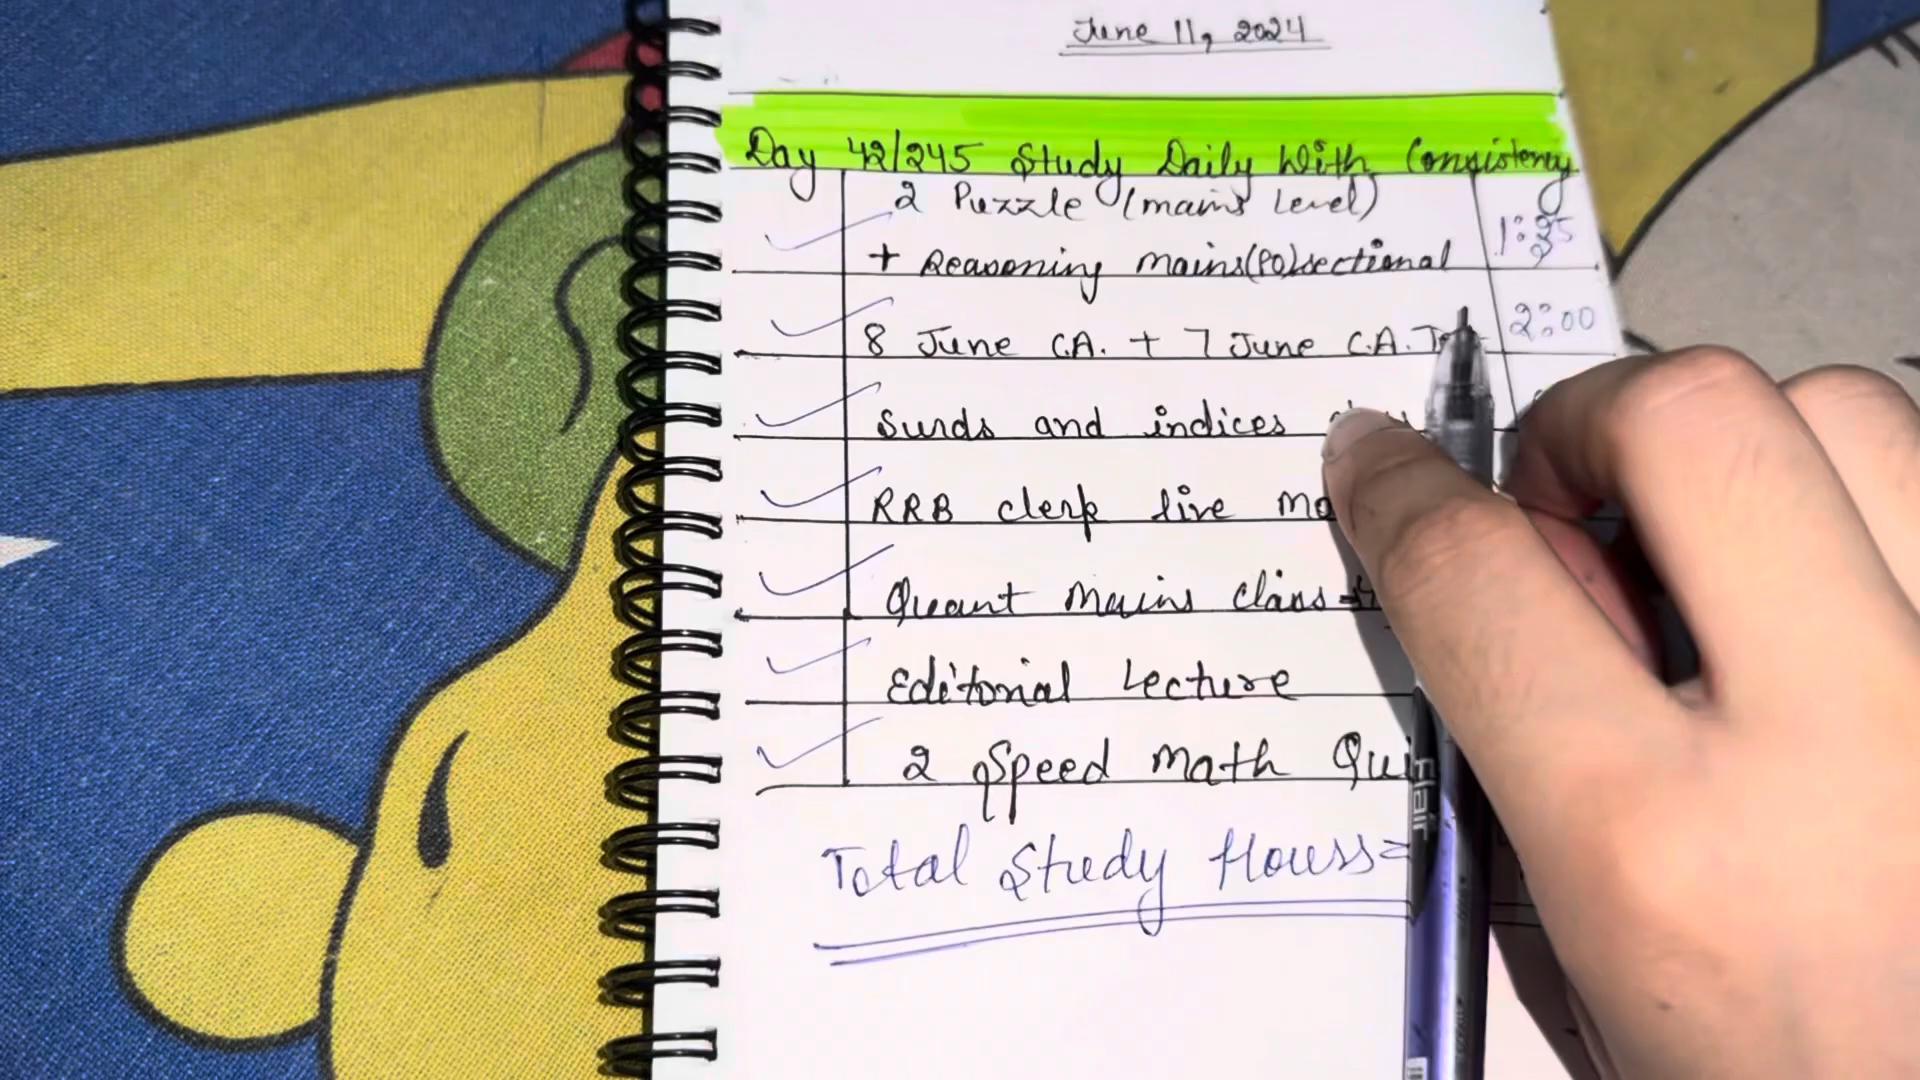 June 11, 2024
Day 42/245 Study Daily With Consistency
2 Puzzle (mains Level)
+ Reasoning mains(PO)sectional
8 June C.A. + 7 June C.A. 2:00
Surds and indices
RRB clerk live
Quant Mains class
Editorial Lecture
2 Speed Math
Total Study Hours=
Flair